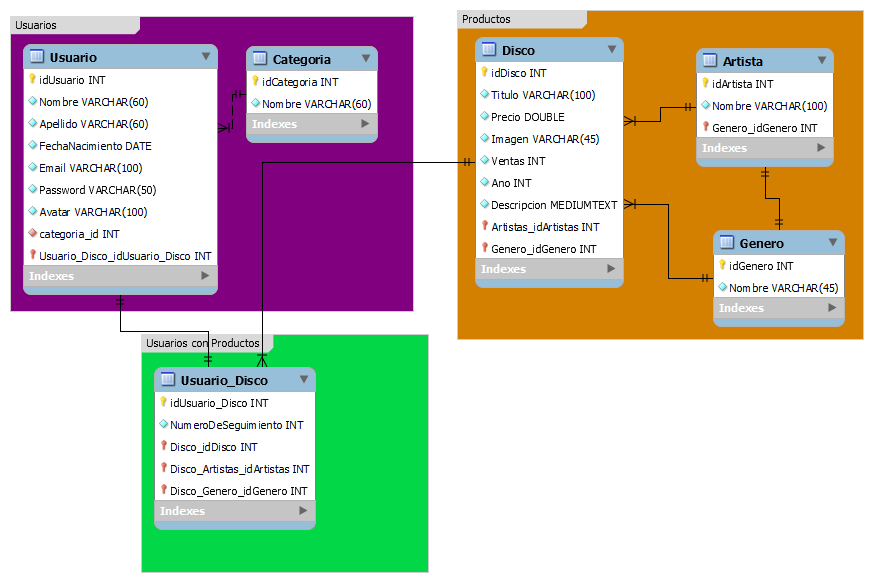 Usuarios
Usuario
idUsuario INT
Nombre VARCHAR(60)
Apellido VARCHAR(60)
FechaNacimiento DATE
Email VARCHAR(100)
Password VARCHAR(50)
Avatar VARCHAR(100)
categoria_id INT
Usuario_Disco_idUsuario_Disco INT
Indexes
Categoria
idCategoria INT
Nombre VARCHAR(60)
Indexes
Productos
Disco
idDisco INT
Titulo VARCHAR(100)
Precio DOUBLE
Imagen VARCHAR(45)
Ventas INT
Ano INT
Descripcion MEDIUMTEXT
Artistas_idArtistas INT
Genero_idGenero INT
Indexes
Artista
idArtista INT
Nombre VARCHAR(100)
Genero_idGenero INT
Indexes
Genero
idGenero INT
Nombre VARCHAR(45)
Indexes
Usuarios con Productos
Usuario_Disco
idUsuario_Disco INT
NumeroDeSeguimiento INT
Disco_idDisco INT
Disco_Artistas_idArtistas INT
Disco_Genero_idGenero INT
Indexes